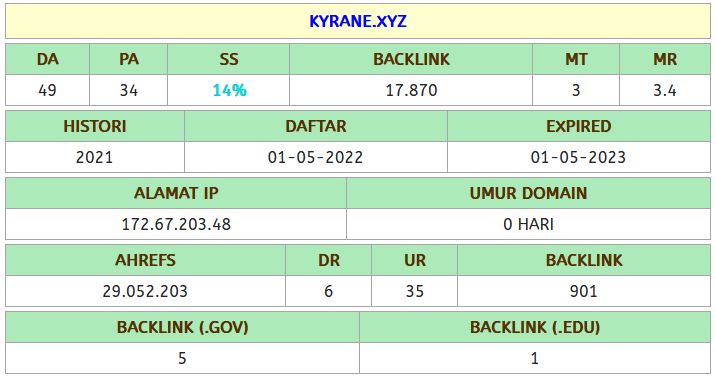 KYRANE.XYZ
DA PA SS BACKLINK MT MR
49 34 14% 17.870 3 3.4
HISTORI DAFTAR EXPIRED
2021 01-05-2022 01-05-2023
ALAMAT IP UMUR DOMAIN
172.67.203.48 0 HARI
AHREFS DR UR BACKLINK
29.052.203 6 35 901
BACKLINK (.GOV) BACKLINK (.EDU)
5 1